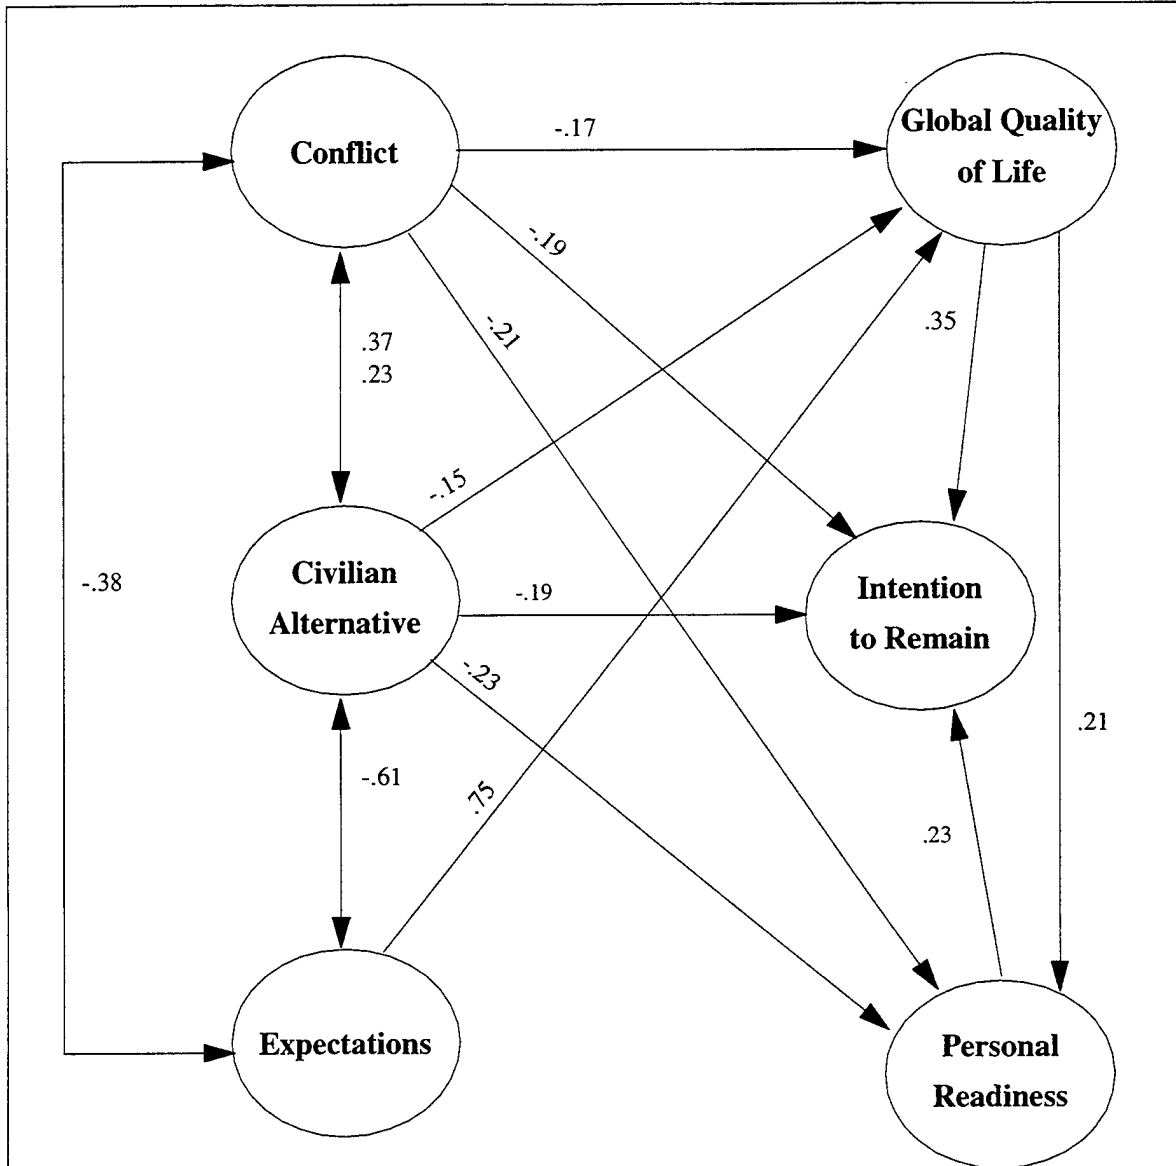 Conflict
-.17
Global Quality
of Life
-.19
-.21
.35
.37
.23
-.15
-.38
Civilian
Alternative
-.19
Intention
to Remain
-.23
.21
-.61
.75
.23
Expectations
Personal
Readiness